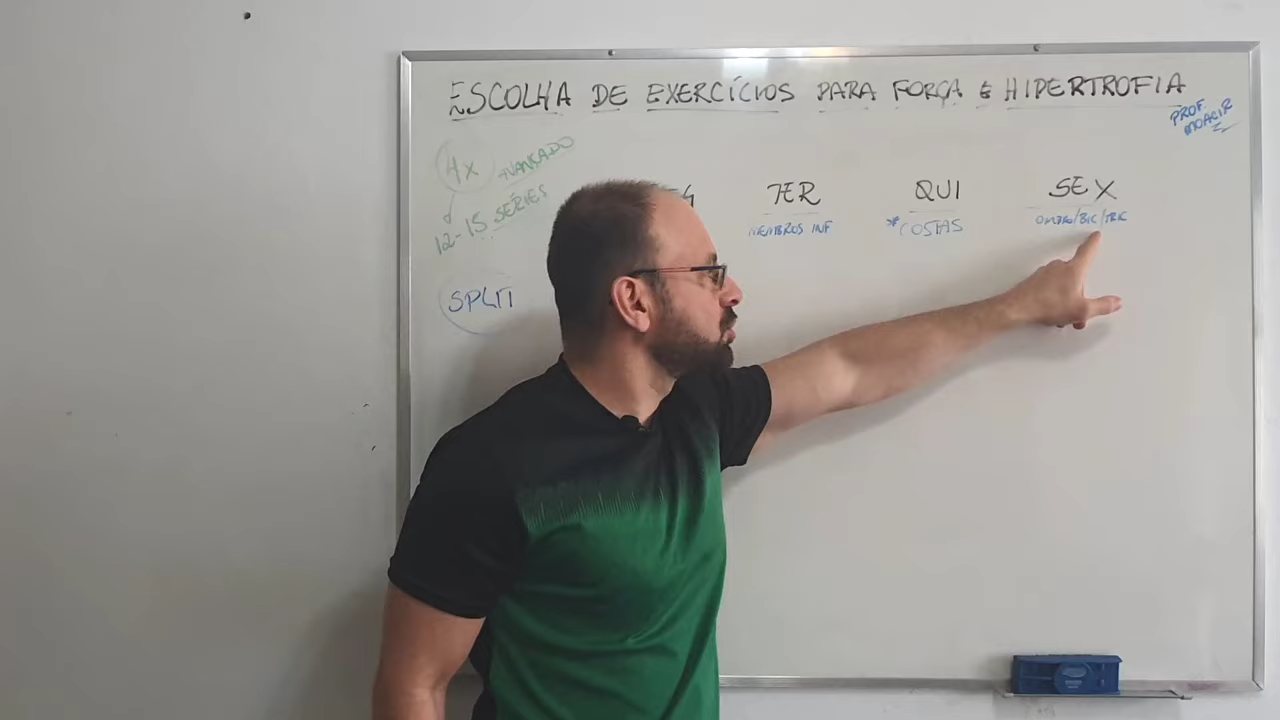 ESCOLHA DE EXERCÍCIOS PARA FORÇA E HIPERTROFIA
PROF. MOACIR
4x AVANÇADO
12-15 SÉRIES
SPLIT
TER
MEMBROS INF
QUI
*COSTAS
SEX
OMBRO/BIC/TRIC